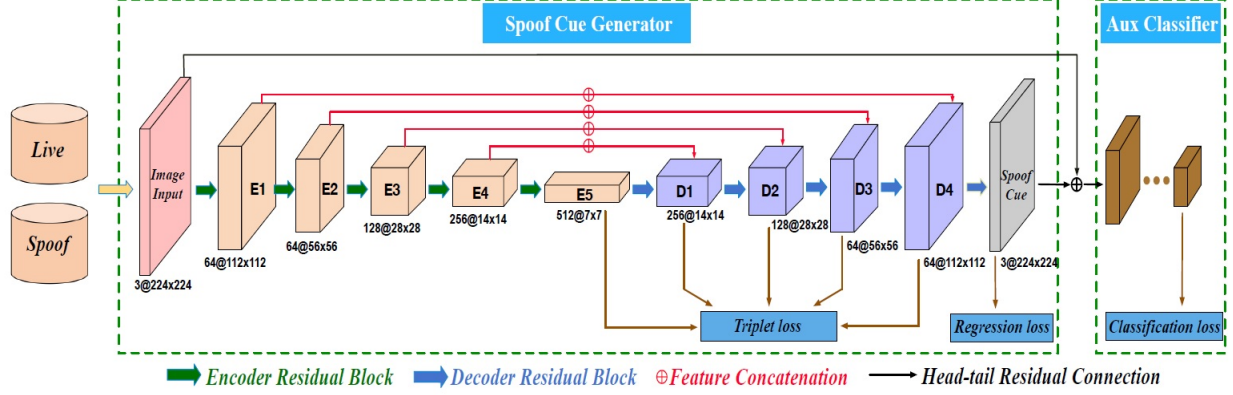 Spoof Cue Generator
Aux Classifier
Live
Spoof
Image
Input
3@224x224
E1
64@112x112
E2
64@56x56
E3
128@28x28
E4
256@14x14
E5
512@7x7
D1
256@14x14
D2
128@28x28
D3
64@56x56
D4
64@112x112
Spoof
Cue
3@224x224
Triplet loss
Regression loss
Classification loss
Encoder Residual Block
Decoder Residual Block
Feature Concatenation
Head-tail Residual Connection